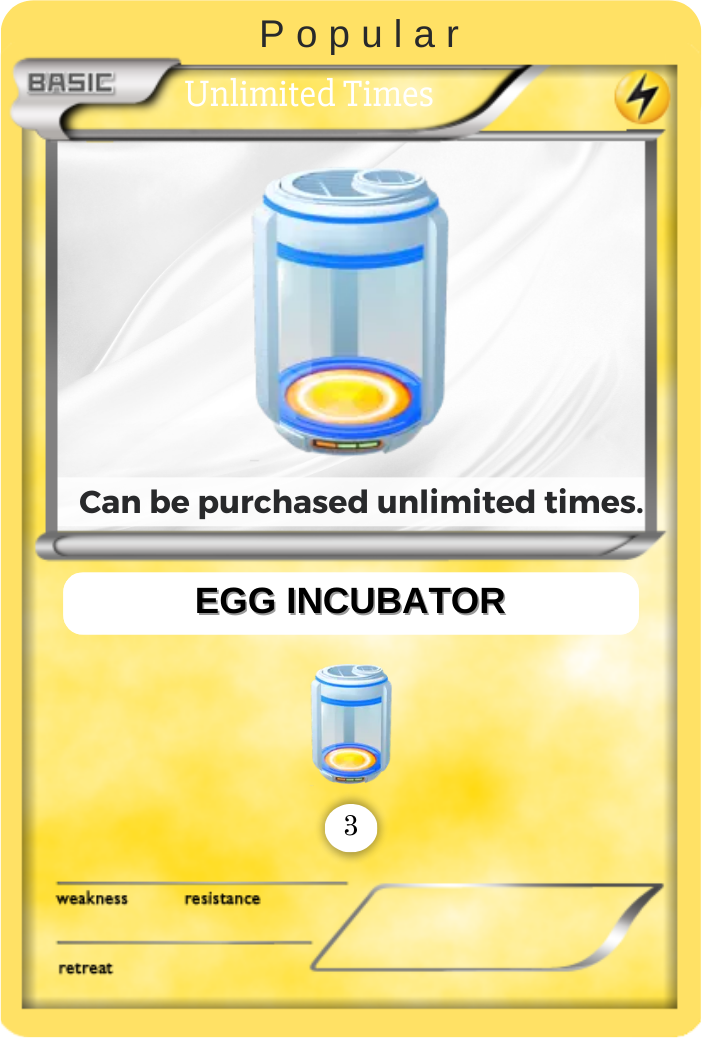 Popular
BASIC
Unlimited Times
Can be purchased unlimited times.
EGG INCUBATOR
3
weakness resistance
retreat